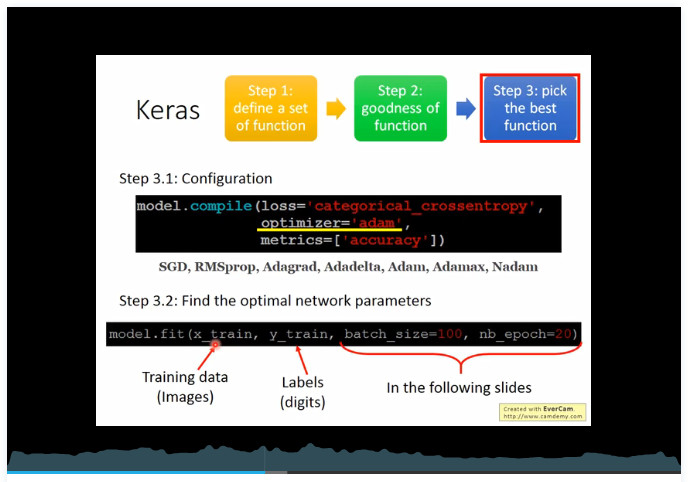 Keras
Step 1:
define a set
of function
Step 2:
goodness of
function
Step 3: pick
the best
function
Step 3.1: Configuration
model.compile(loss='categorical_crossentropy',
optimizer='adam',
metrics=['accuracy'])
SGD, RMSprop, Adagrad, Adadelta, Adam, Adamax, Nadam
Step 3.2: Find the optimal network parameters
model.fit(x_train, y_train, batch_size=100, nb_epoch=20)
Training data
(Images)
Labels
(digits)
In the following slides
Created with EverCam.
http://www.camdemy.com